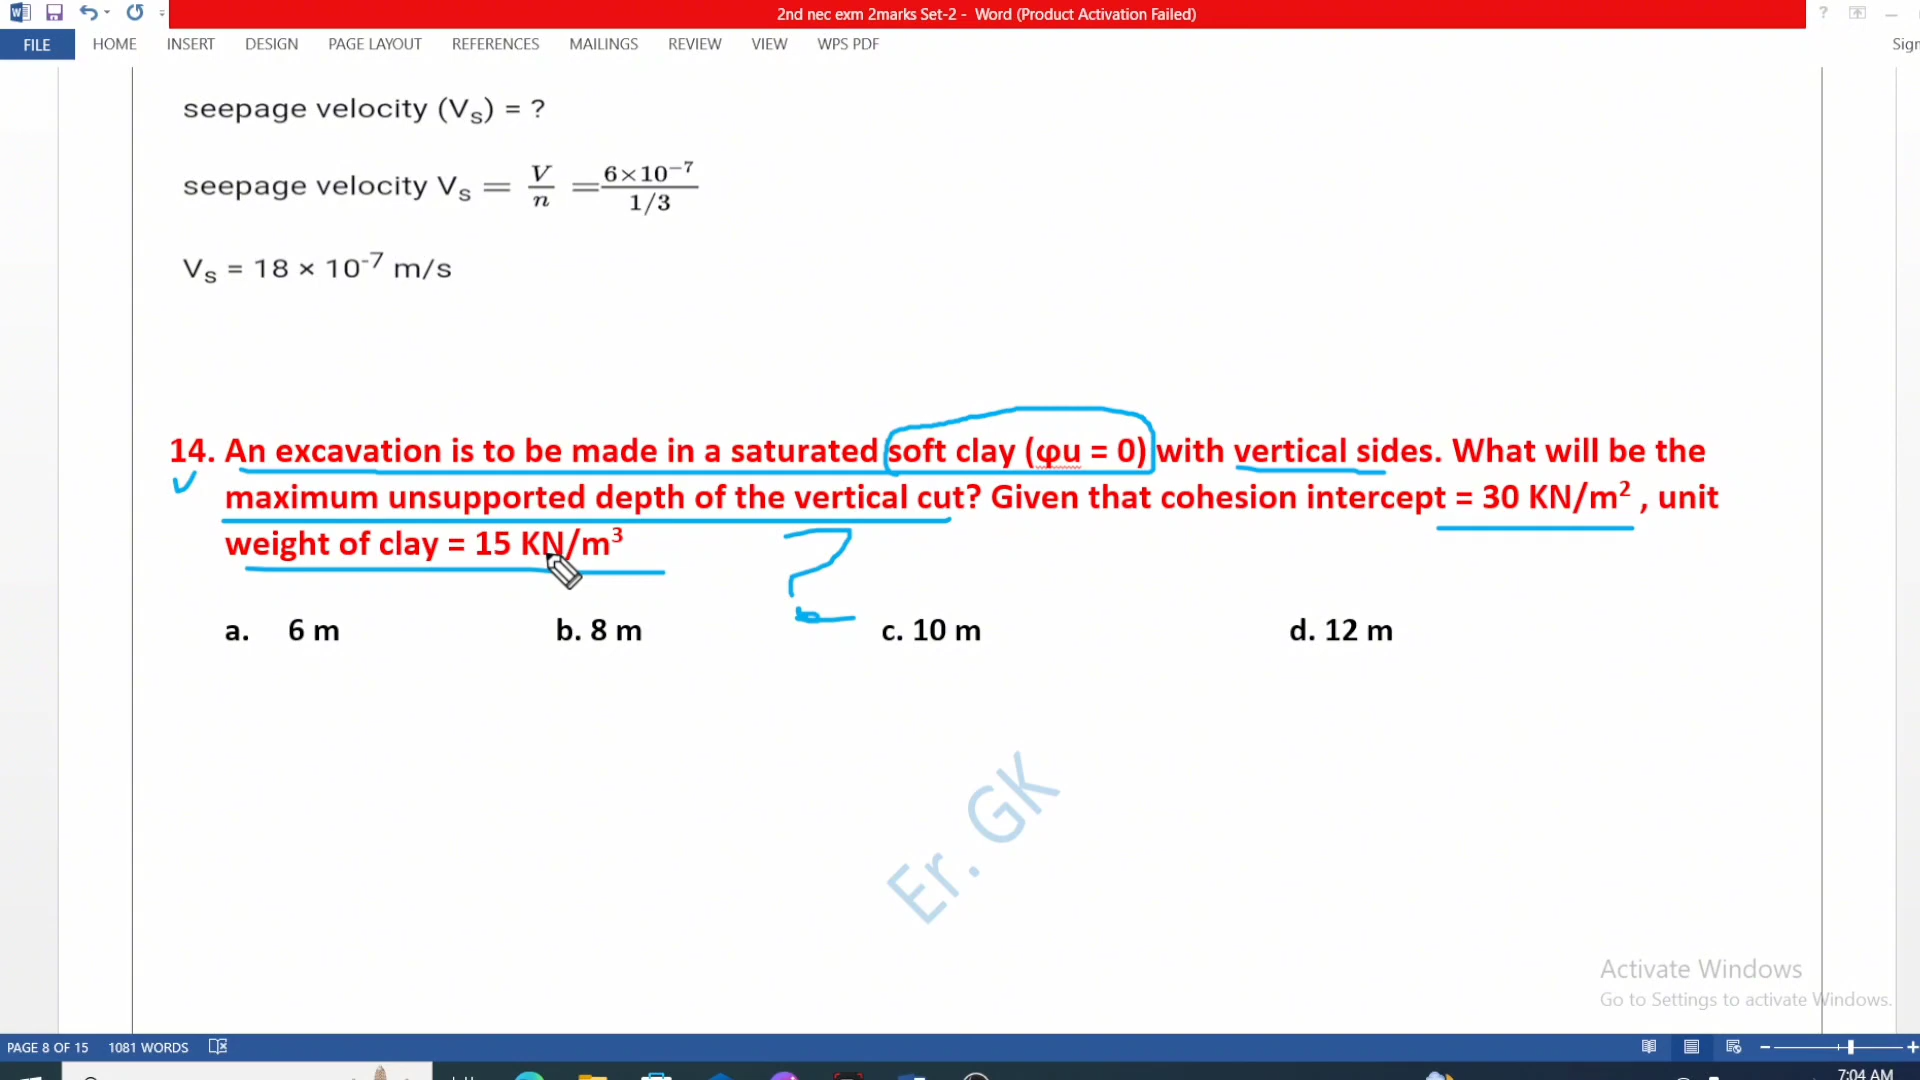 2nd nec exm 2marks Set-2 - Word (Product Activation Failed)
FILE HOME INSERT DESIGN PAGE LAYOUT REFERENCES MAILINGS REVIEW VIEW WPS PDF
seepage velocity (Vs) = ?
seepage velocity Vs = V/n = 6×10⁻⁷ / 1/3
Vs = 18 × 10⁻⁷ m/s
14. An excavation is to be made in a saturated soft clay (φu = 0) with vertical sides. What will be the
maximum unsupported depth of the vertical cut? Given that cohesion intercept = 30 KN/m² , unit
weight of clay = 15 KN/m³
?
a. 6 m b. 8 m c. 10 m d. 12 m
Er. GK
Activate Windows
Go to Settings to activate Windows.
PAGE 8 OF 15 1081 WORDS
7:04 AM